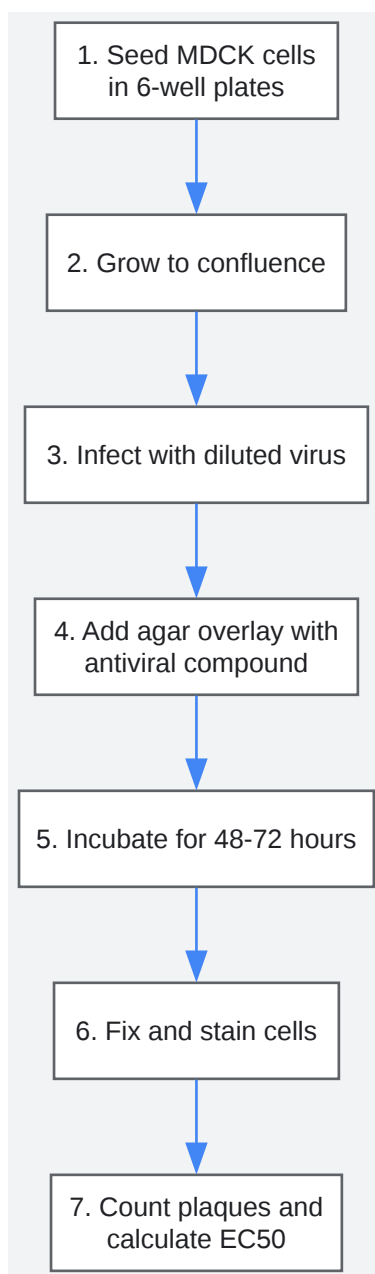 1. Seed MDCK cells
in 6-well plates
2. Grow to confluence
3. Infect with diluted virus
4. Add agar overlay with
antiviral compound
5. Incubate for 48-72 hours
6. Fix and stain cells
7. Count plaques and
calculate EC50